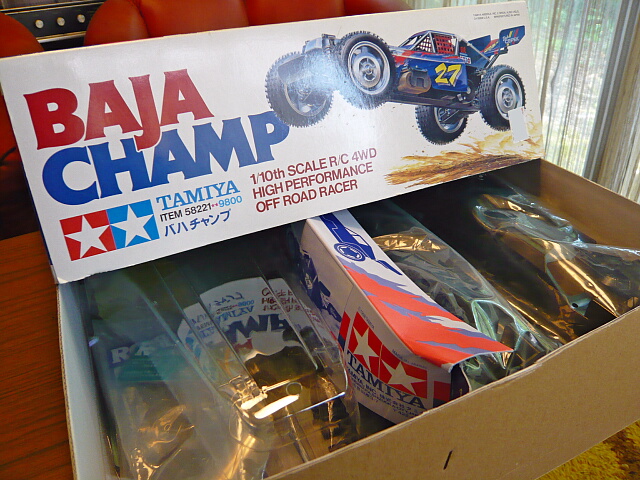 BAJA
CHAMP
TAMIYA
ITEM 58221 9800
バハチャンプ
1/10th SCALE R/C 4WD
HIGH PERFORMANCE
OFF ROAD RACER
27
TAMIYA